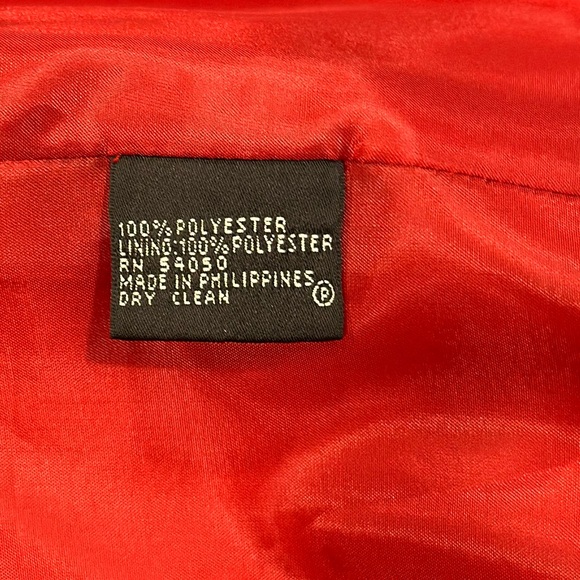 100% POLYESTER
LINING:100% POLYESTER
RN 54050
MADE IN PHILIPPINES
DRY CLEAN ®